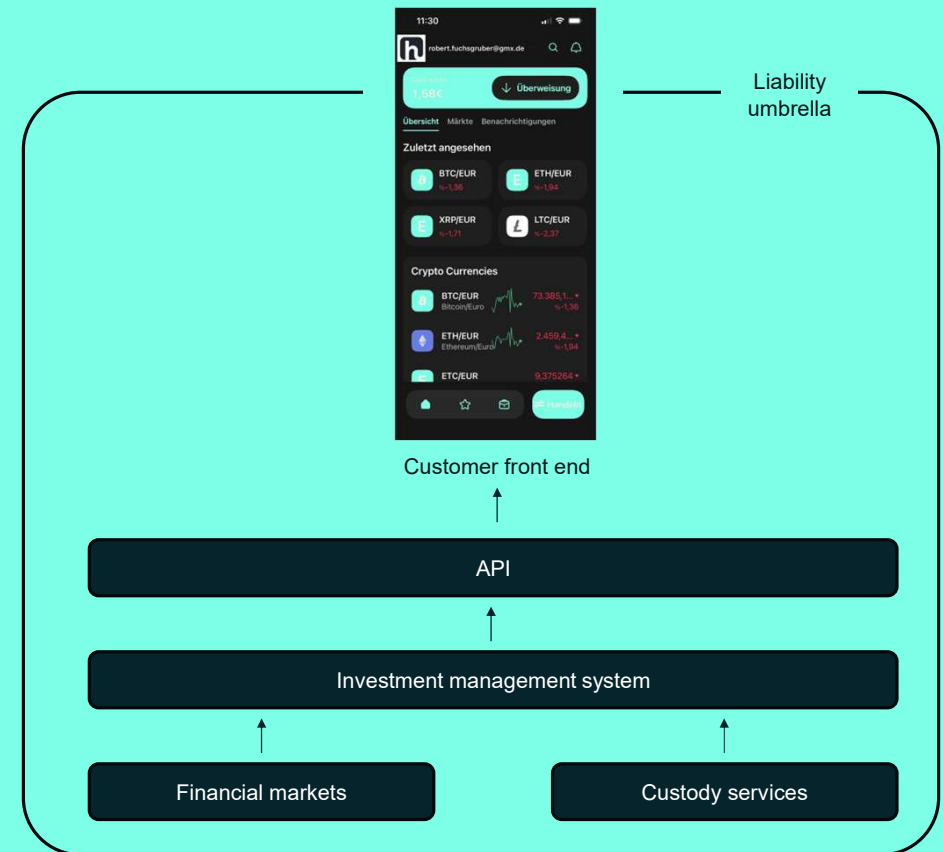 11:30
h
robert.fuchsgruber@gmx.de
1,58€
Überweisung
Liability
umbrella
Übersicht Märkte Benachrichtigungen
Zuletzt angesehen
BTC/EUR
%-1,36
ETH/EUR
%-1,94
XRP/EUR
%-1,71
LTC/EUR
%-2,37
Crypto Currencies
BTC/EUR 73.385,1...
Bitcoin/Euro %-1,36
ETH/EUR 2.459,4...
Ethereum/Euro %-1,94
ETC/EUR 9,375264
Handeln
Customer front end
API
Investment management system
Financial markets
Custody services